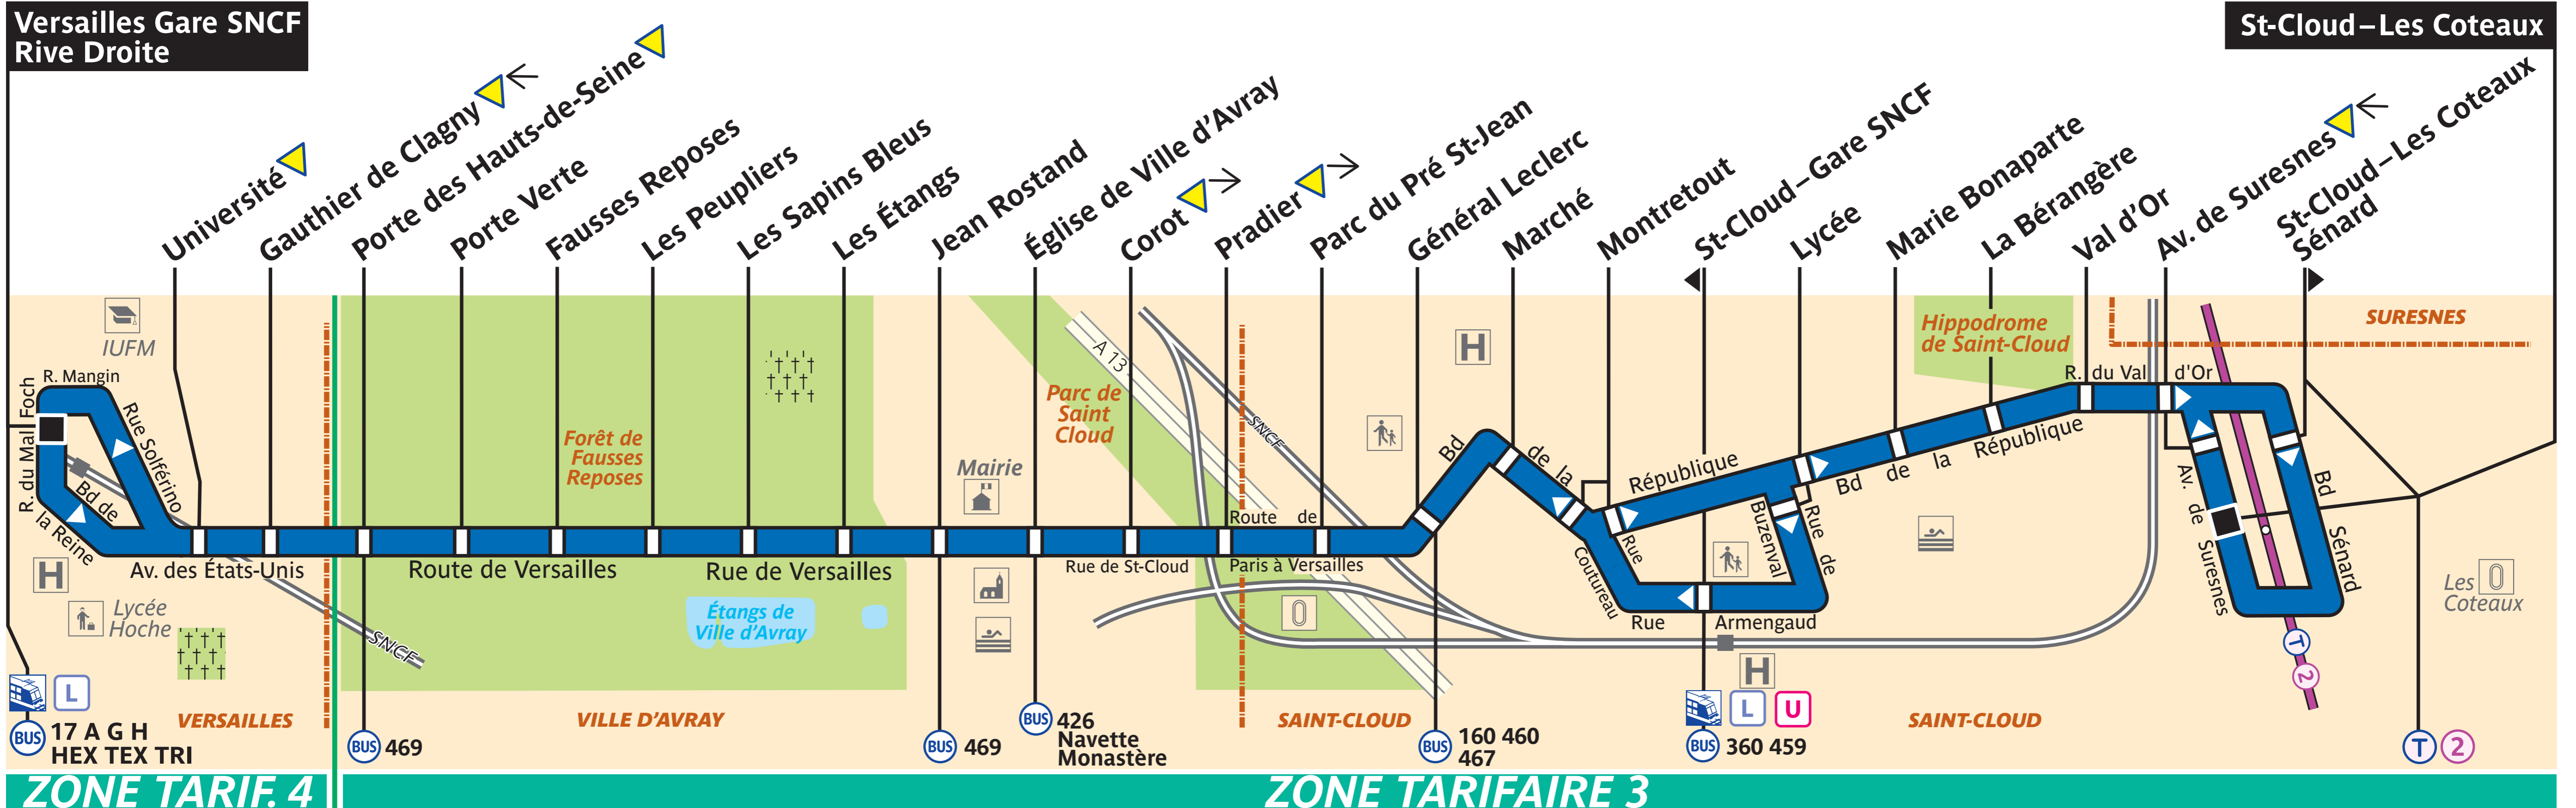 Versailles Gare SNCF
Rive Droite
St-Cloud–Les Coteaux
Université
Gauthier de Clagny
Porte des Hauts-de-Seine
Porte Verte
Fausses Reposes
Les Peupliers
Les Sapins Bleus
Les Étangs
Jean Rostand
Église de Ville d'Avray
Corot
Pradier
Parc du Pré St-Jean
Général Leclerc
Marché
Montretout
St-Cloud–Gare SNCF
Lycée
Marie Bonaparte
La Bérangère
Val d'Or
Av. de Suresnes
St-Cloud–Les Coteaux
Sénard
IUFM
R. Mangin
R. du Mal Foch
Rue Solférino
Bd de
la Reine
Av. des États-Unis
H
Lycée
Hoche
SNCF
L
BUS
17 A G H
HEX TEX TRI
VERSAILLES
Forêt de
Fausses
Reposes
Route de Versailles
Rue de Versailles
Étangs de
Ville d'Avray
BUS
469
VILLE D'AVRAY
Mairie
BUS
469
BUS
426
Navette
Monastère
A 13
Parc de
Saint
Cloud
SNCF
Rue de St-Cloud
Route de
Paris à Versailles
SAINT-CLOUD
H
Bd
de la
République
BUS
160 460
467
Rue
Coutureau
Rue
Armengaud
Buzenval
Rue de
H
L
U
BUS
360 459
Bd de la
République
Hippodrome
de Saint-Cloud
SAINT-CLOUD
R. du Val d'Or
SURESNES
Av. de
Suresnes
Bd
Sénard
T
2
Les
Coteaux
T
2
ZONE TARIF. 4
ZONE TARIFAIRE 3